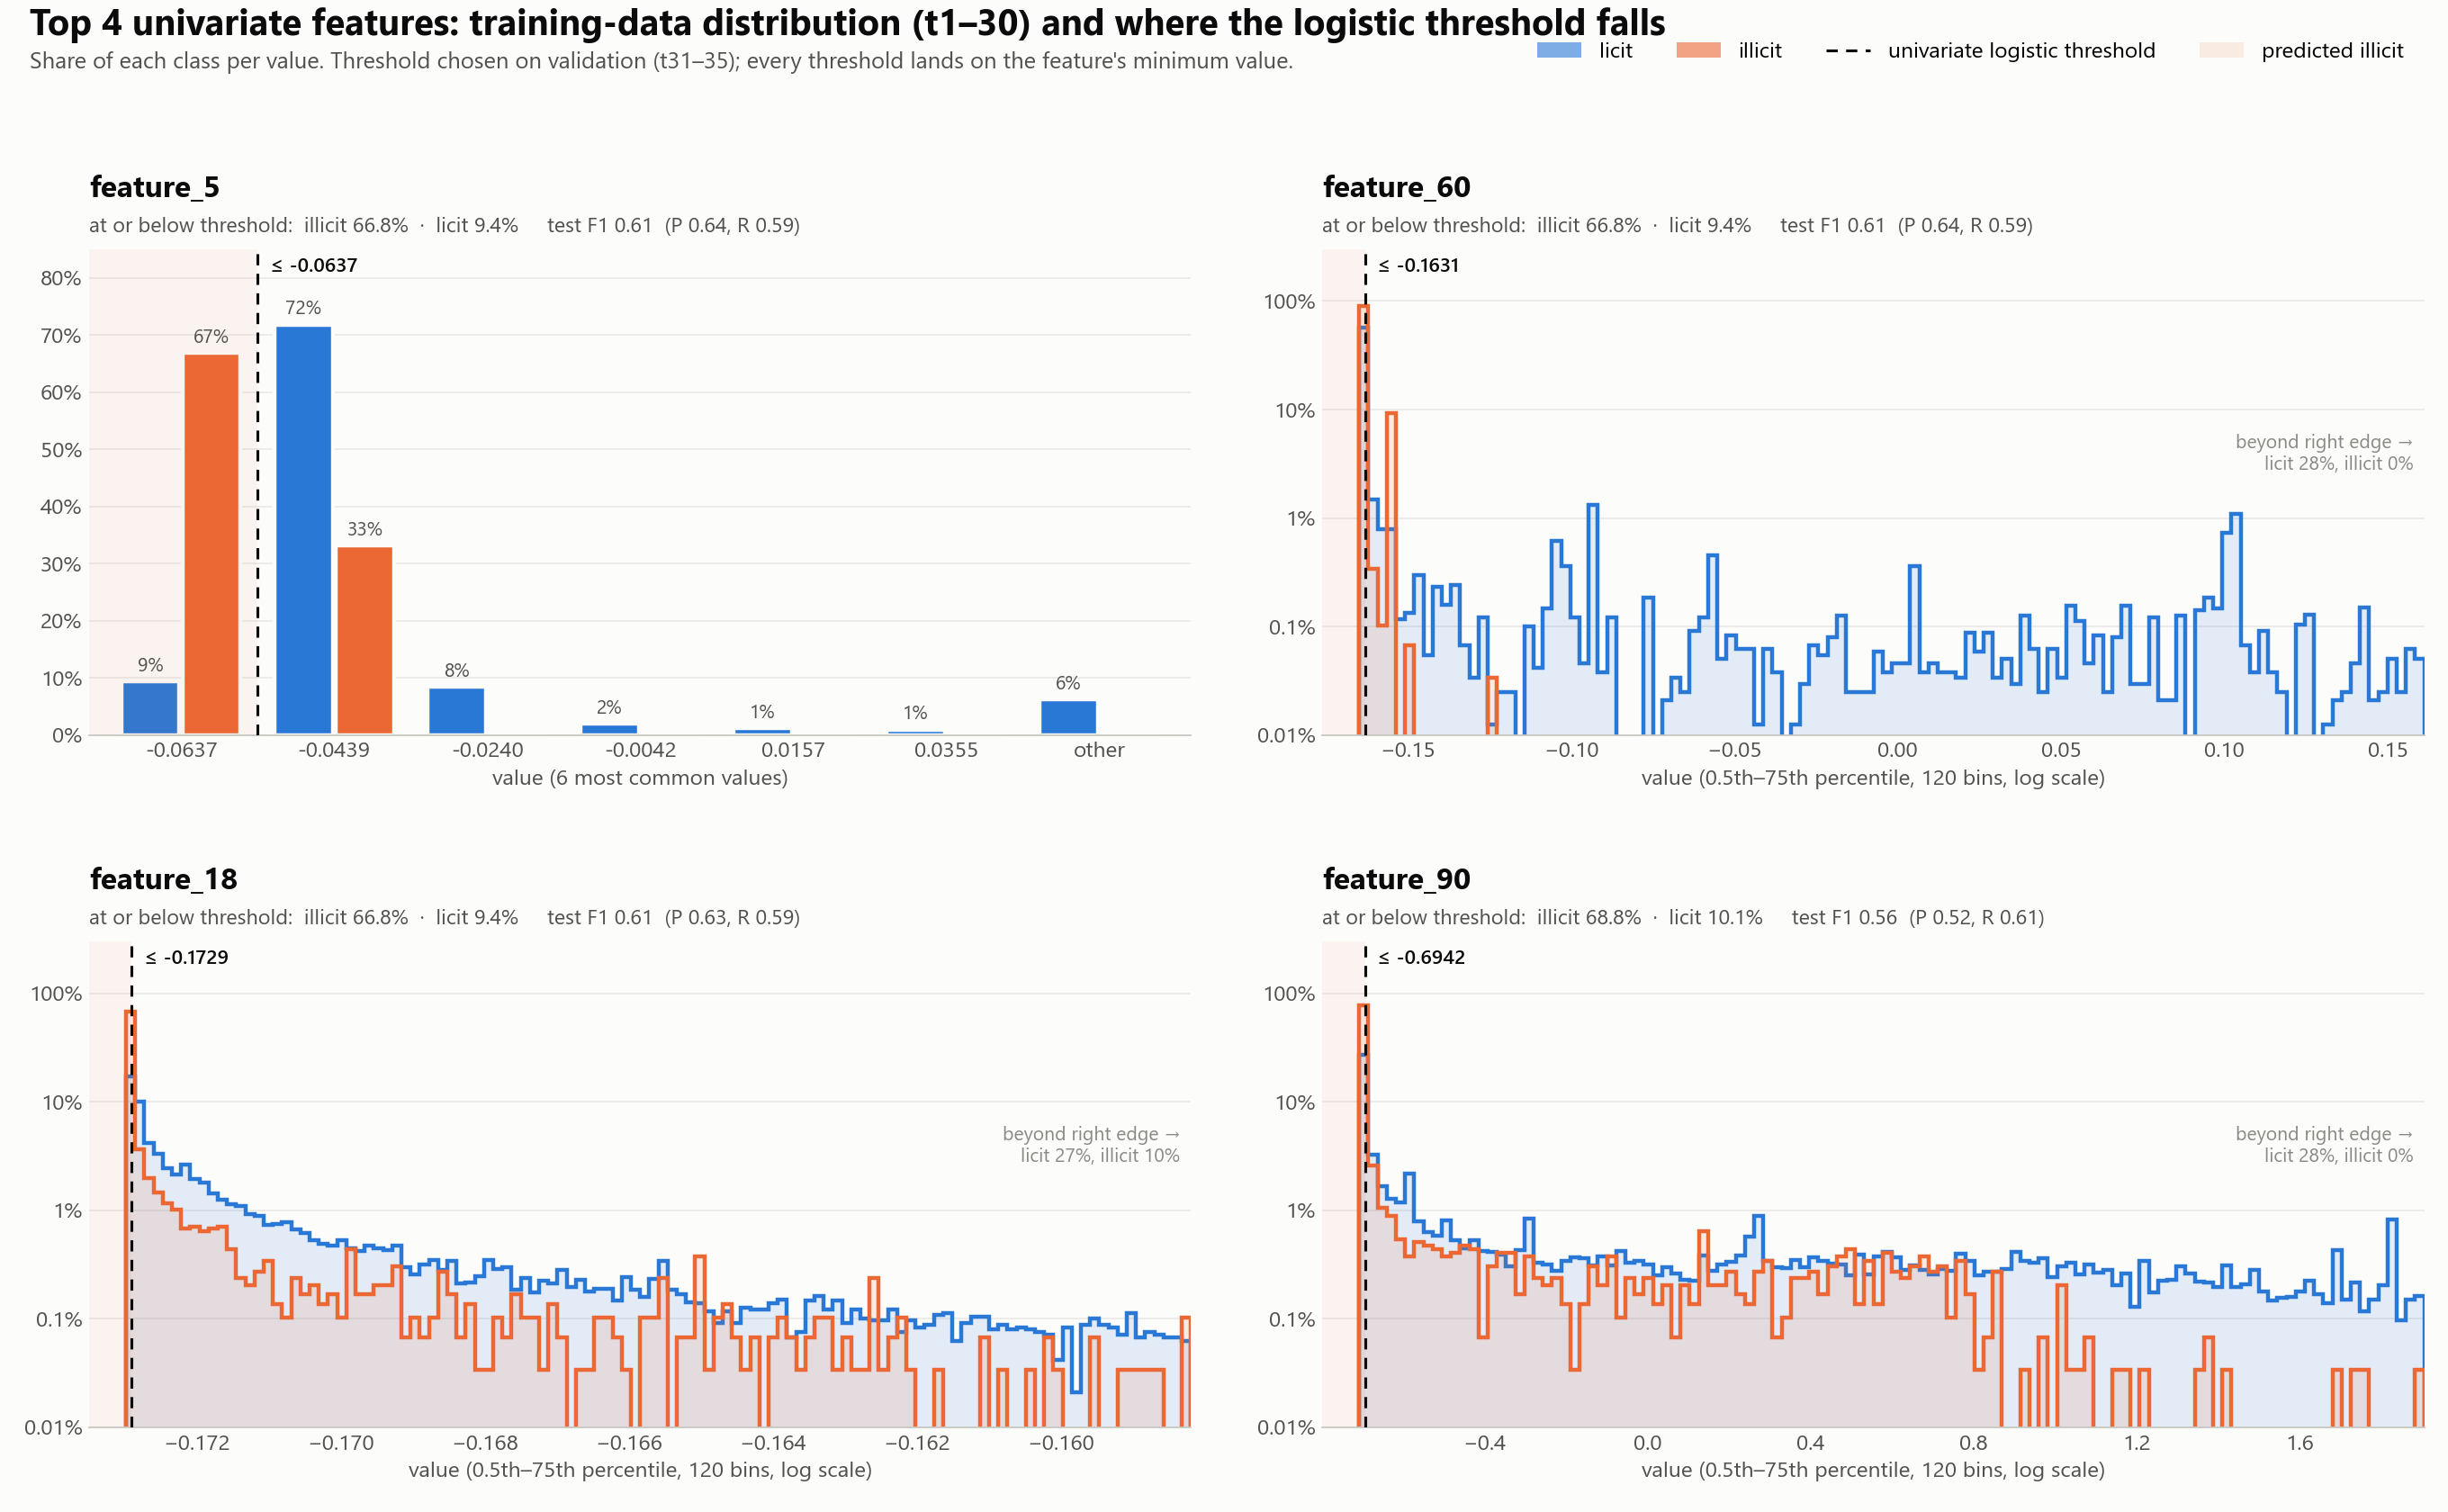 Top 4 univariate features: training-data distribution (t1–30) and where the logistic threshold falls
Share of each class per value. Threshold chosen on validation (t31–35); every threshold lands on the feature's minimum value.
licit illicit univariate logistic threshold predicted illicit
feature_5
at or below threshold: illicit 66.8% · licit 9.4% test F1 0.61 (P 0.64, R 0.59)
≤ -0.0637
80%
70%
60%
50%
40%
30%
20%
10%
0%
9%
67%
72%
33%
8%
2%
1%
1%
6%
-0.0637 -0.0439 -0.0240 -0.0042 0.0157 0.0355 other
value (6 most common values)
feature_60
at or below threshold: illicit 66.8% · licit 9.4% test F1 0.61 (P 0.64, R 0.59)
≤ -0.1631
100%
10%
1%
0.1%
0.01%
beyond right edge →
licit 28%, illicit 0%
−0.15 −0.10 −0.05 0.00 0.05 0.10 0.15
value (0.5th–75th percentile, 120 bins, log scale)
feature_18
at or below threshold: illicit 66.8% · licit 9.4% test F1 0.61 (P 0.63, R 0.59)
≤ -0.1729
100%
10%
1%
0.1%
0.01%
beyond right edge →
licit 27%, illicit 10%
−0.172 −0.170 −0.168 −0.166 −0.164 −0.162 −0.160
value (0.5th–75th percentile, 120 bins, log scale)
feature_90
at or below threshold: illicit 68.8% · licit 10.1% test F1 0.56 (P 0.52, R 0.61)
≤ -0.6942
100%
10%
1%
0.1%
0.01%
beyond right edge →
licit 28%, illicit 0%
−0.4 0.0 0.4 0.8 1.2 1.6
value (0.5th–75th percentile, 120 bins, log scale)